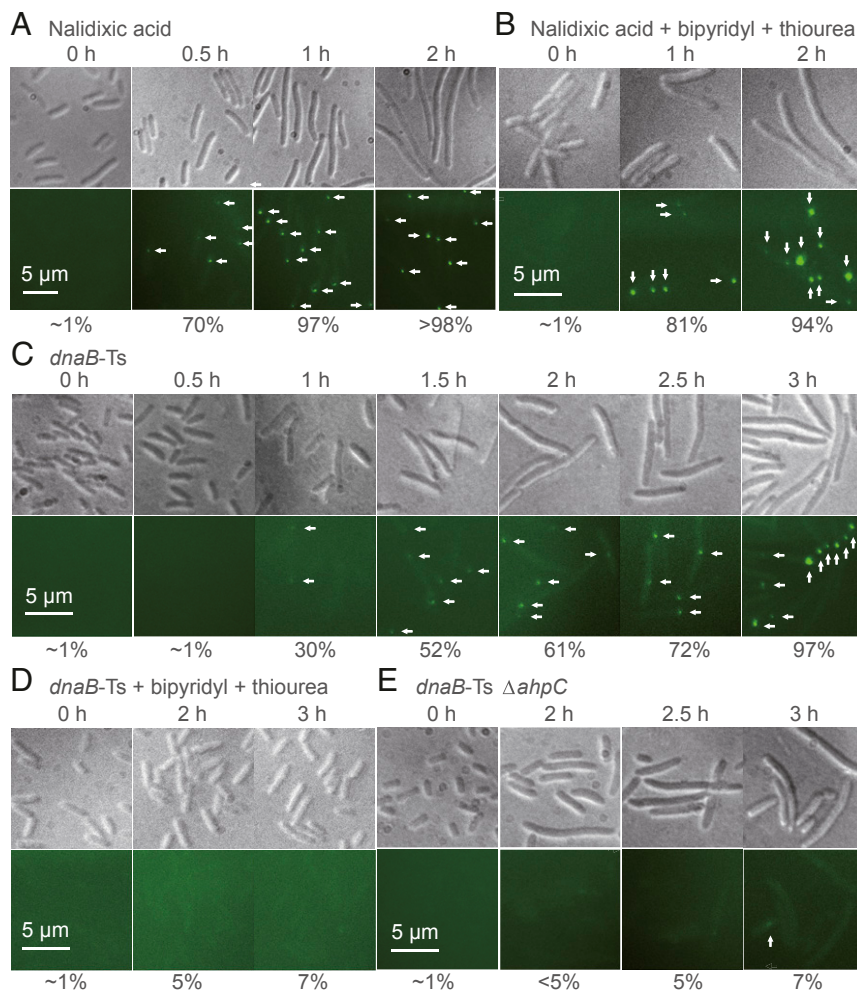 A Nalidixic acid
0 h 0.5 h 1 h 2 h
5 μm
~1% 70% 97% >98%
B Nalidixic acid + bipyridyl + thiourea
0 h 1 h 2 h
~1% 81% 94%
C dnaB-Ts
0 h 0.5 h 1 h 1.5 h 2 h 2.5 h 3 h
5 μm
~1% ~1% 30% 52% 61% 72% 97%
D dnaB-Ts + bipyridyl + thiourea
0 h 2 h 3 h
5 μm
~1% 5% 7%
E dnaB-Ts ΔahpC
0 h 2 h 2.5 h 3 h
5 μm
~1% <5% 5% 7%